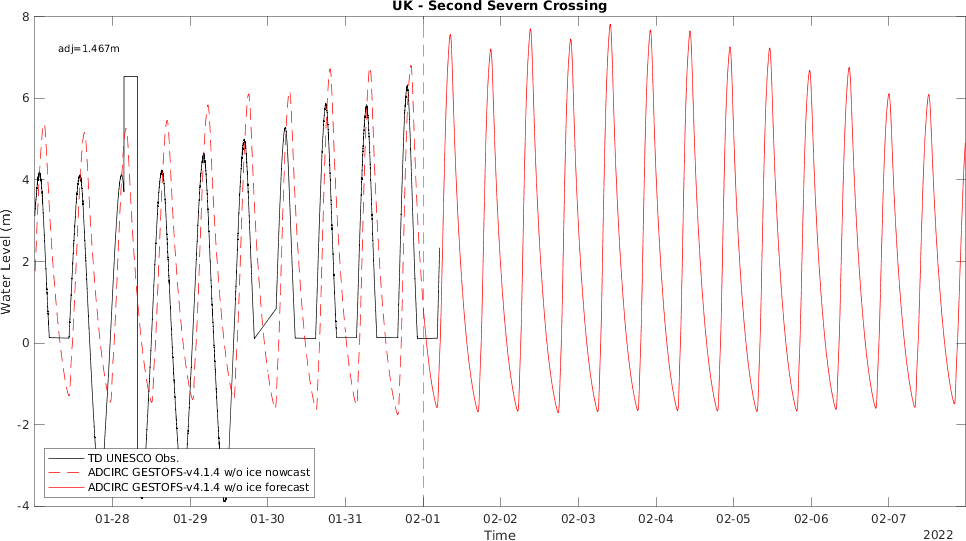 UK - Second Severn Crossing
adj=1.467m
8
6
4
2
0
-2
-4
Water Level (m)
TD UNESCO Obs.
ADCIRC GESTOFS-v4.1.4 w/o ice nowcast
ADCIRC GESTOFS-v4.1.4 w/o ice forecast
01-28 01-29 01-30 01-31 02-01 02-02 02-03 02-04 02-05 02-06 02-07
Time
2022